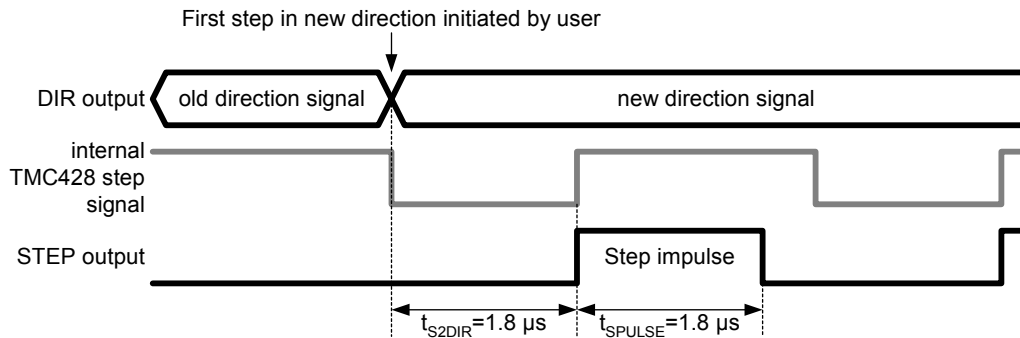 First step in new direction initiated by user
DIR output
old direction signal
new direction signal
internal
TMC428 step
signal
STEP output
Step impulse
tS2DIR=1.8 µs
tSPULSE=1.8 µs